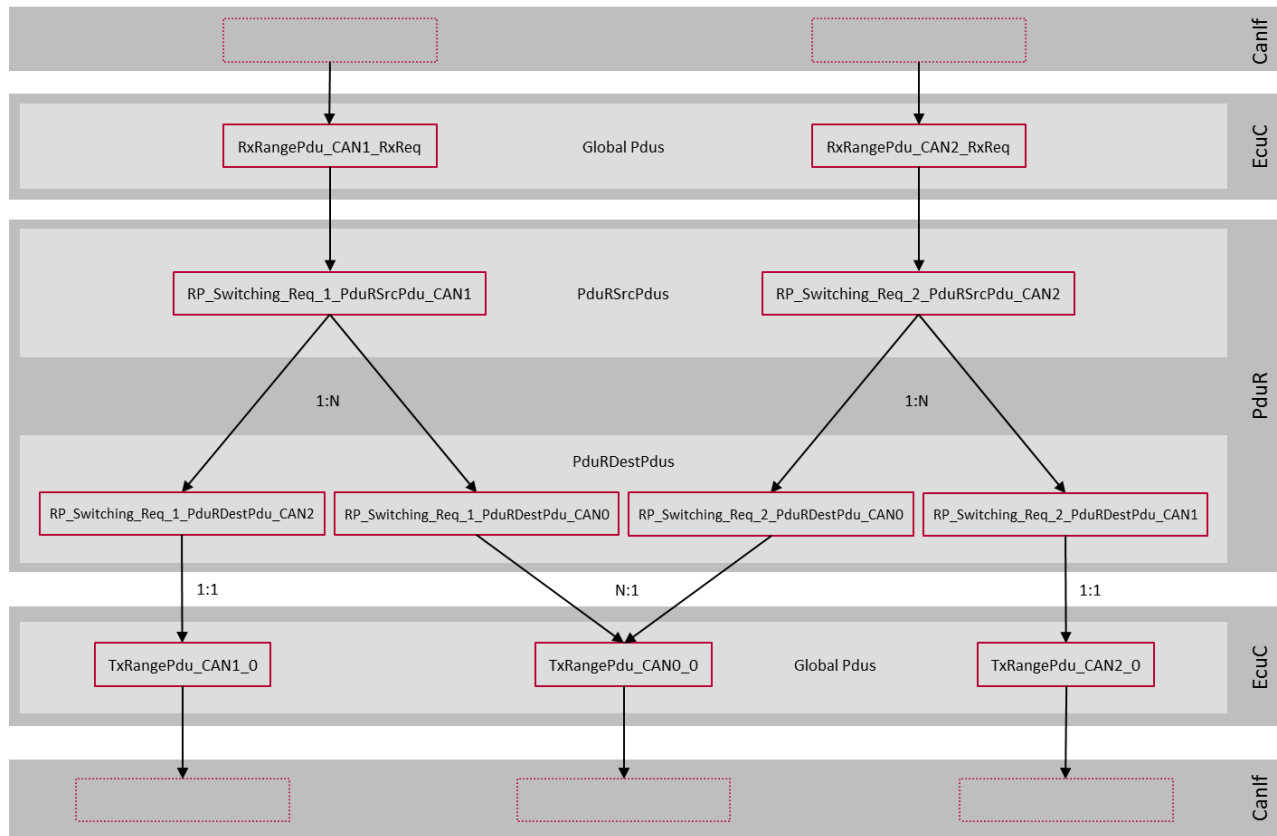 CanIf
RxRangePdu_CAN1_RxReq
Global Pdus
RxRangePdu_CAN2_RxReq
EcuC
RP_Switching_Req_1_PduRSrcPdu_CAN1
PduRSrcPdus
RP_Switching_Req_2_PduRSrcPdu_CAN2
1:N
1:N
PduR
PduRDestPdus
RP_Switching_Req_1_PduRDestPdu_CAN2
RP_Switching_Req_1_PduRDestPdu_CAN0
RP_Switching_Req_2_PduRDestPdu_CAN0
RP_Switching_Req_2_PduRDestPdu_CAN1
1:1
N:1
1:1
TxRangePdu_CAN1_0
TxRangePdu_CAN0_0
Global Pdus
TxRangePdu_CAN2_0
EcuC
CanIf